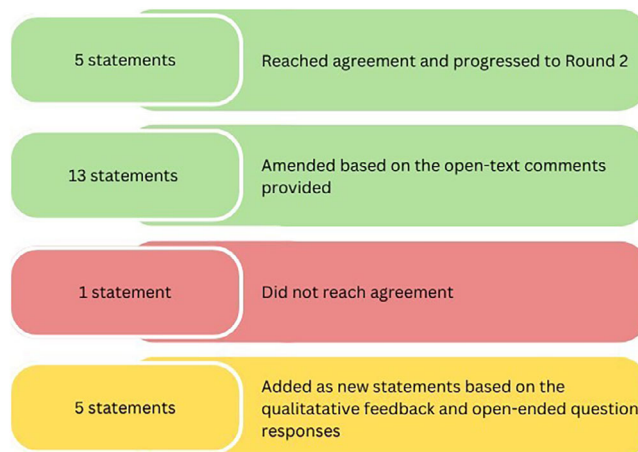 5 statements
Reached agreement and progressed to Round 2
13 statements
Amended based on the open-text comments
provided
1 statement
Did not reach agreement
5 statements
Added as new statements based on the
qualitatative feedback and open-ended question
responses